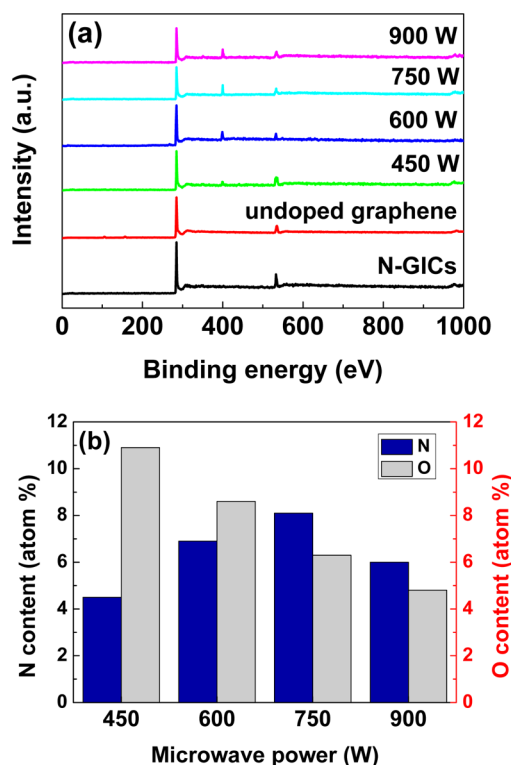 (a)
900 W
750 W
600 W
450 W
undoped graphene
N-GICs
Intensity (a.u.)
0 200 400 600 800 1000
Binding energy (eV)
(b)
N
O
12 12
10 10
8 8
6 6
4 4
2 2
0 0
N content (atom %)
O content (atom %)
450 600 750 900
Microwave power (W)